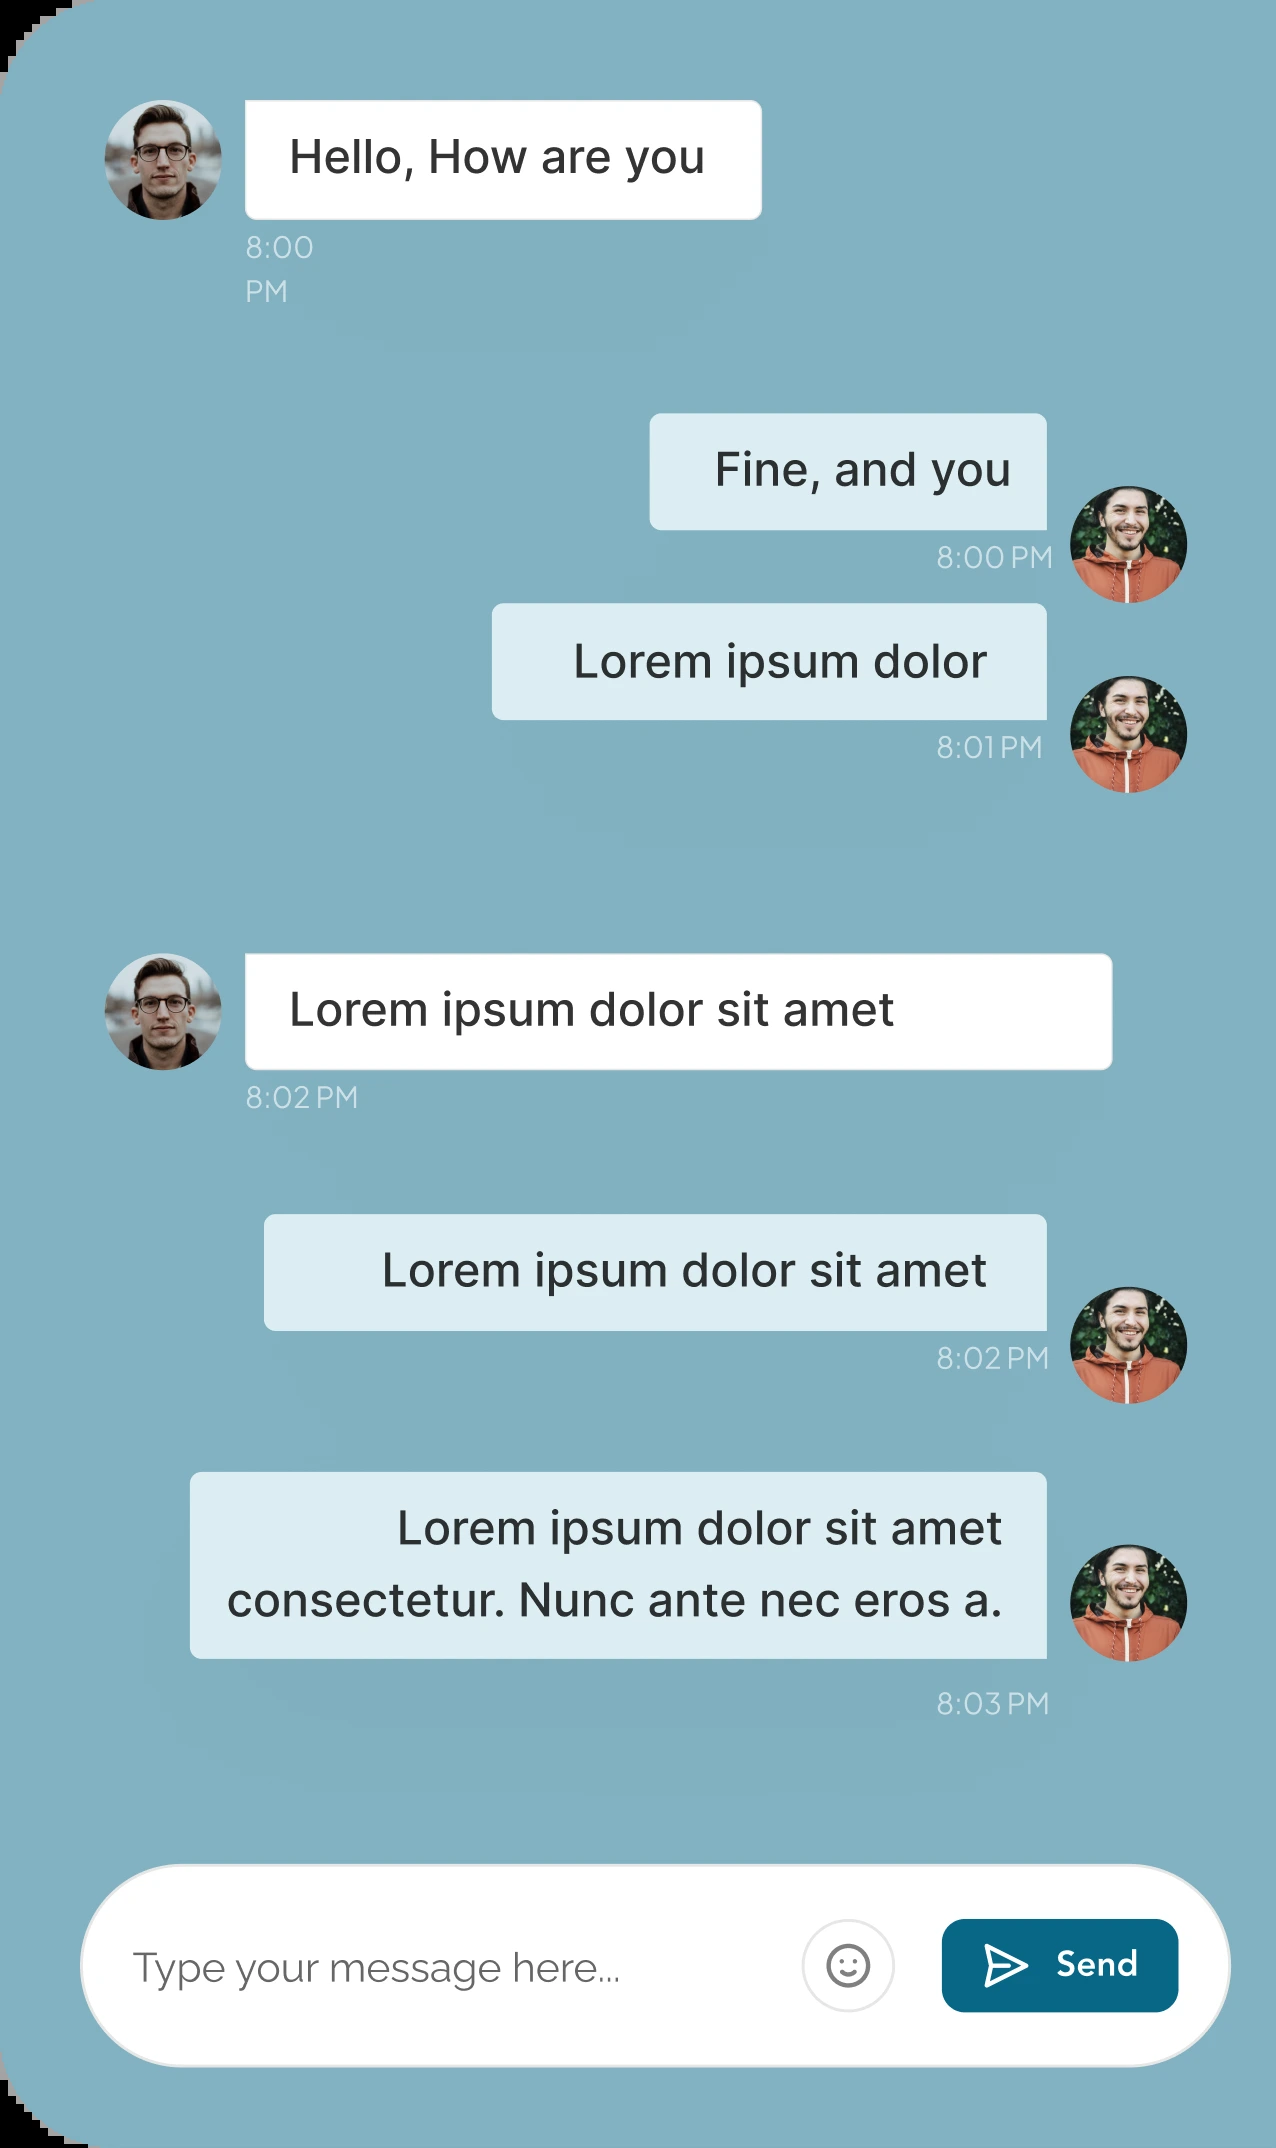 Hello, How are you
8:00
PM
Fine, and you
8:00 PM
Lorem ipsum dolor
8:01 PM
Lorem ipsum dolor sit amet
8:02 PM
Lorem ipsum dolor sit amet
8:02 PM
Lorem ipsum dolor sit amet
consectetur. Nunc ante nec eros a.
8:03 PM
Type your message here...
Send